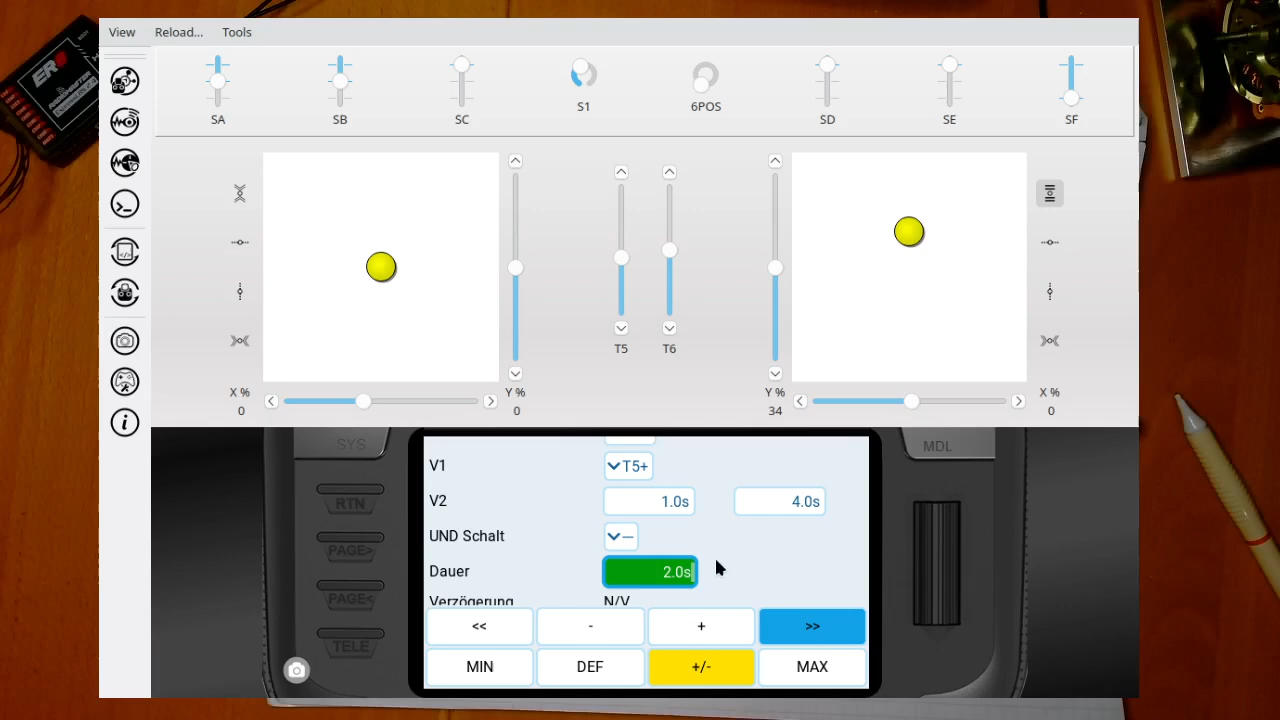 View Reload... Tools
SA SB SC S1 6POS SD SE SF
T5 T6
X % Y % Y % X %
0 0 34 0
SYS MDL
RTN
PAGE>
PAGE<
TELE
V1 T5+
V2 1.0s 4.0s
UND Schalt —
Dauer 2.0s
Verzögerung N/V
<< - + >>
MIN DEF +/- MAX
ERS
RADIOMASTER